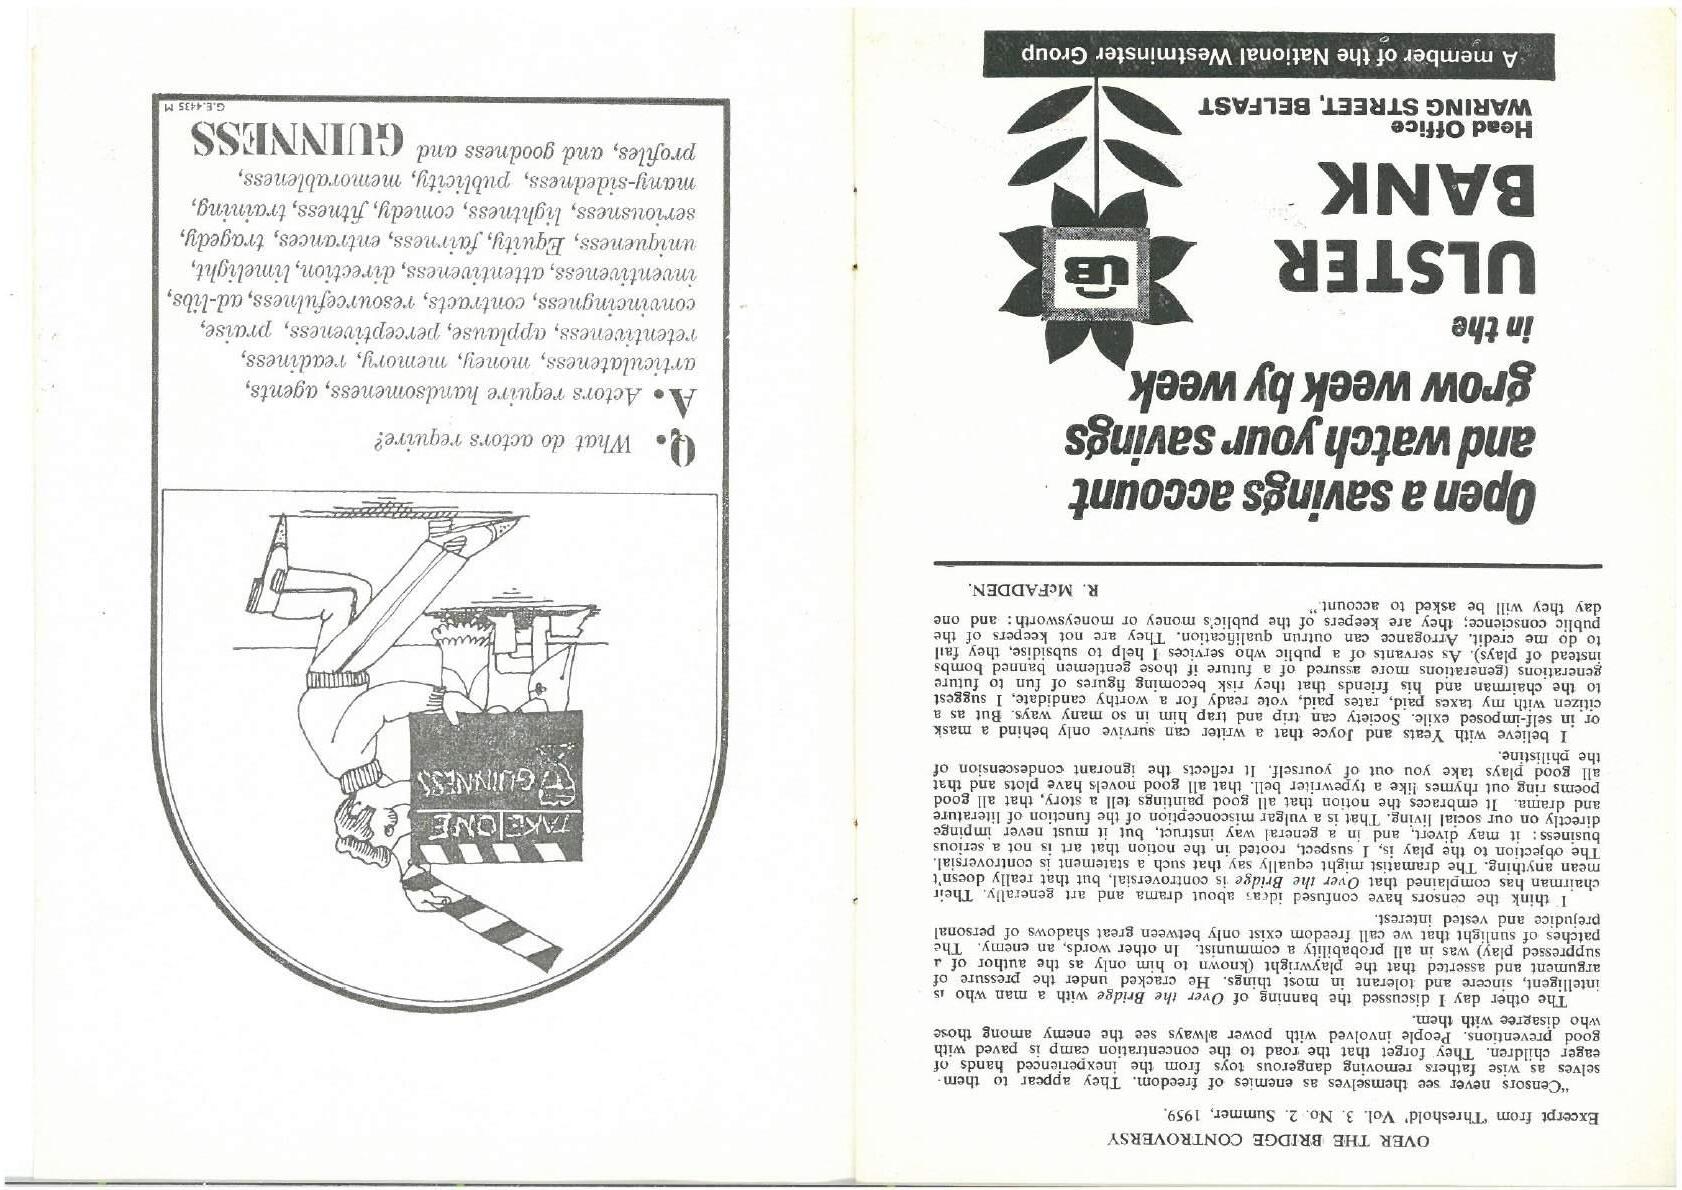 OVER THE BRIDGE CONTROVERSY
Excerpt from 'Threshold' Vol. 3. No. 2. Summer, 1959.
"Censors never see themselves as enemies of freedom. They appear to them-
selves as wise fathers removing dangerous toys from the inexperienced hands of
eager children. They forget that the road to the concentration camp is paved with
good preventions. People involved with power always see the enemy among those
who disagree with them.
The other day I discussed the banning of Over the Bridge with a man who is
intelligent, sincere and tolerant in most things. He cracked under the pressure of
argument and asserted that the playwright (known to him only as the author of a
suppressed play) was in all probability a communist. In other words, an enemy. The
patches of sunlight that we call freedom exist only between great shadows of personal
prejudice and vested interest.
I think the censors have confused ideas about drama and art generally. Their
chairman has complained that Over the Bridge is controversial, but that really doesn't
mean anything. The dramatist might equally say that such a statement is controversial.
The objection to the play is, I suspect, rooted in the notion that art is not a serious
business: it may divert, and in a general way instruct, but it must never impinge
directly on our social living. That is a vulgar misconception of the function of literature
and drama. It embraces the notion that all good paintings tell a story, that all good
poems ring out rhymes like a typewriter bell, that all good novels have plots and that
all good plays take you out of yourself. It reflects the ignorant condescension of
the philistine.
I believe with Yeats and Joyce that a writer can survive only behind a mask
or in self-imposed exile. Society can trip and trap him in so many ways. But as a
citizen with my taxes paid, rates paid, vote ready for a worthy candidate, I suggest
to the chairman and his friends that they risk becoming figures of fun to future
generations (generations more assured of a future if those gentlemen banned bombs
instead of plays). As servants of a public who services I help to subsidise, they fail
to do me credit. Arrogance can outrun qualification. They are not keepers of the
public conscience; they are keepers of the public's money or moneysworth: and one
day they will be asked to account."
R. McFADDEN.
Open a savings account
and watch your savings
grow week by week
in the
ULSTER
BANK
Head Office
WARING STREET, BELFAST
UB
A member of the National Westminster Group
TAKE ONE
GUINNESS
Q. What do actors require?
A. Actors require handsomeness, agents,
articulateness, money, memory, readiness,
retentiveness, applause, perceptiveness, praise,
convincingness, contracts, resourcefulness, ad-libs,
inventiveness, attentiveness, direction, limelight,
uniqueness, Equity, fairness, entrances, tragedy,
seriousness, lightness, comedy, fitness, training,
many-sidedness, publicity, memorableness,
profiles, and goodness and GUINNESS
G.E.4435 M